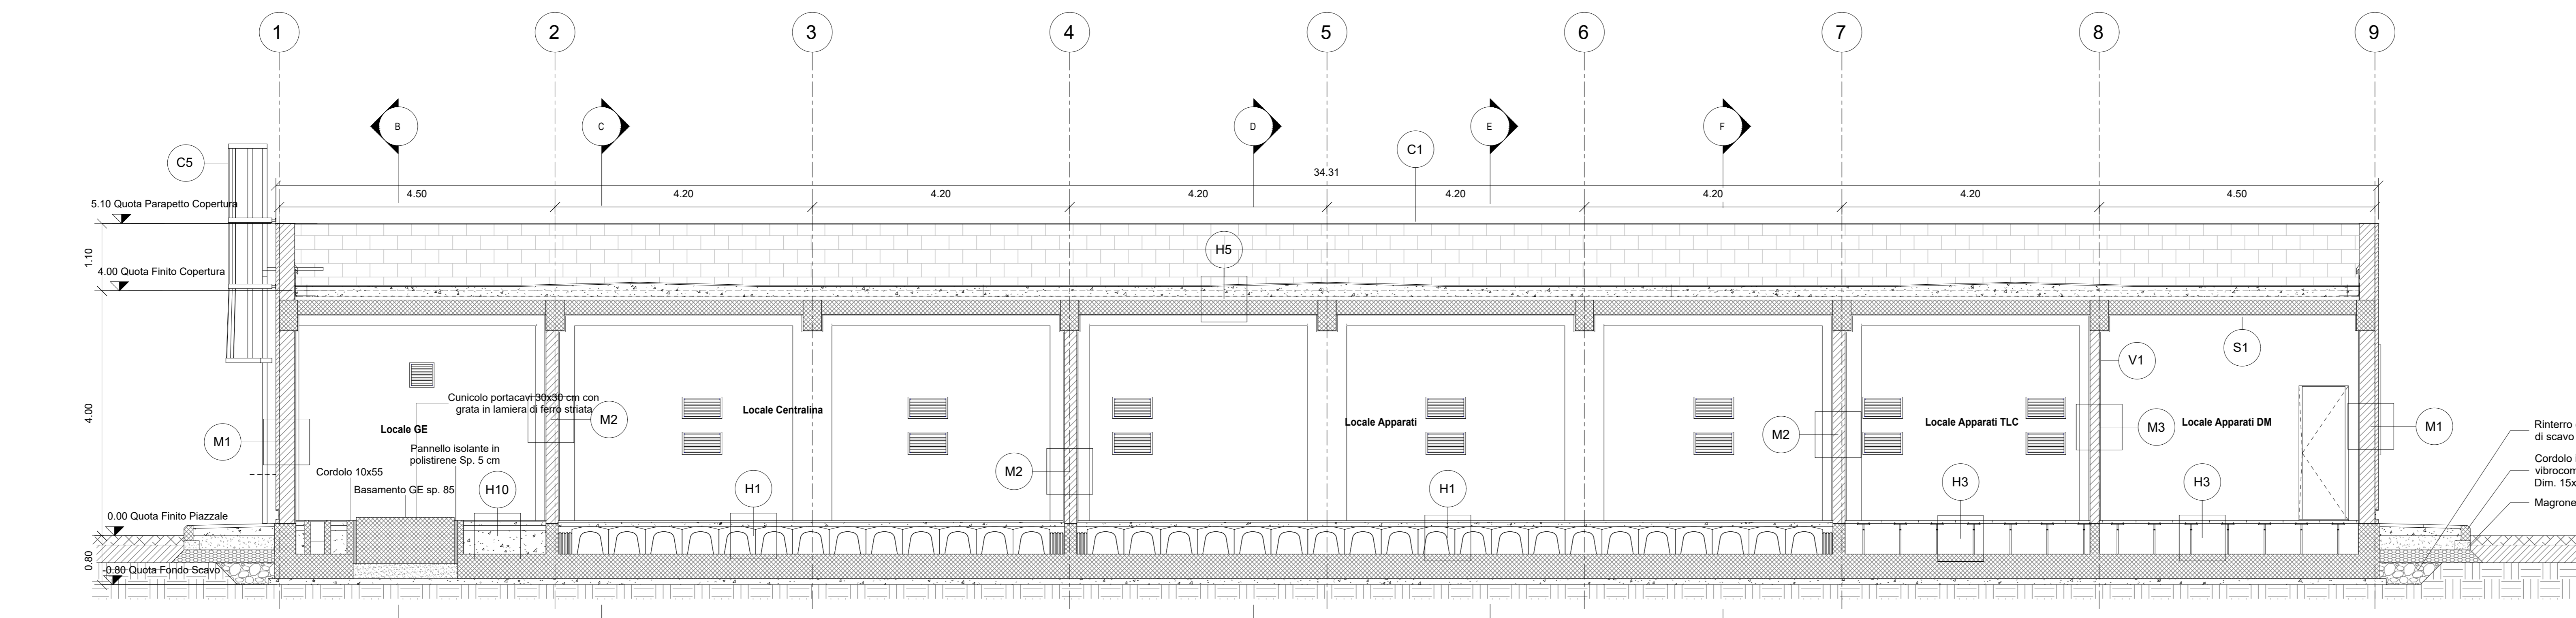 1 2 3 4 5 6 7 8 9
B C D E F
C1
C5
34.31
4.50 4.20 4.20 4.20 4.20 4.20 4.20 4.50
5.10 Quota Parapetto Copertura
H5
1.10
4.00 Quota Finito Copertura
S1
V1
Cunicolo portacavi 30x30 cm con
grata in lamiera di ferro striata
Locale Centralina
4.00
M2
Locale GE
Locale Apparati
Locale Apparati TLC
Locale Apparati DM
M1
M2
M3
M1
Rinterro
di scavo
Pannello isolante in
polistirene Sp. 5 cm
Cordolo
Dim. 15x
Cordolo 10x55
M2
Basamento GE sp. 85
H10
H1
H1
H3
H3
Magrone
0.00 Quota Finito Piazzale
0.80
-0.80 Quota Fondo Scavo